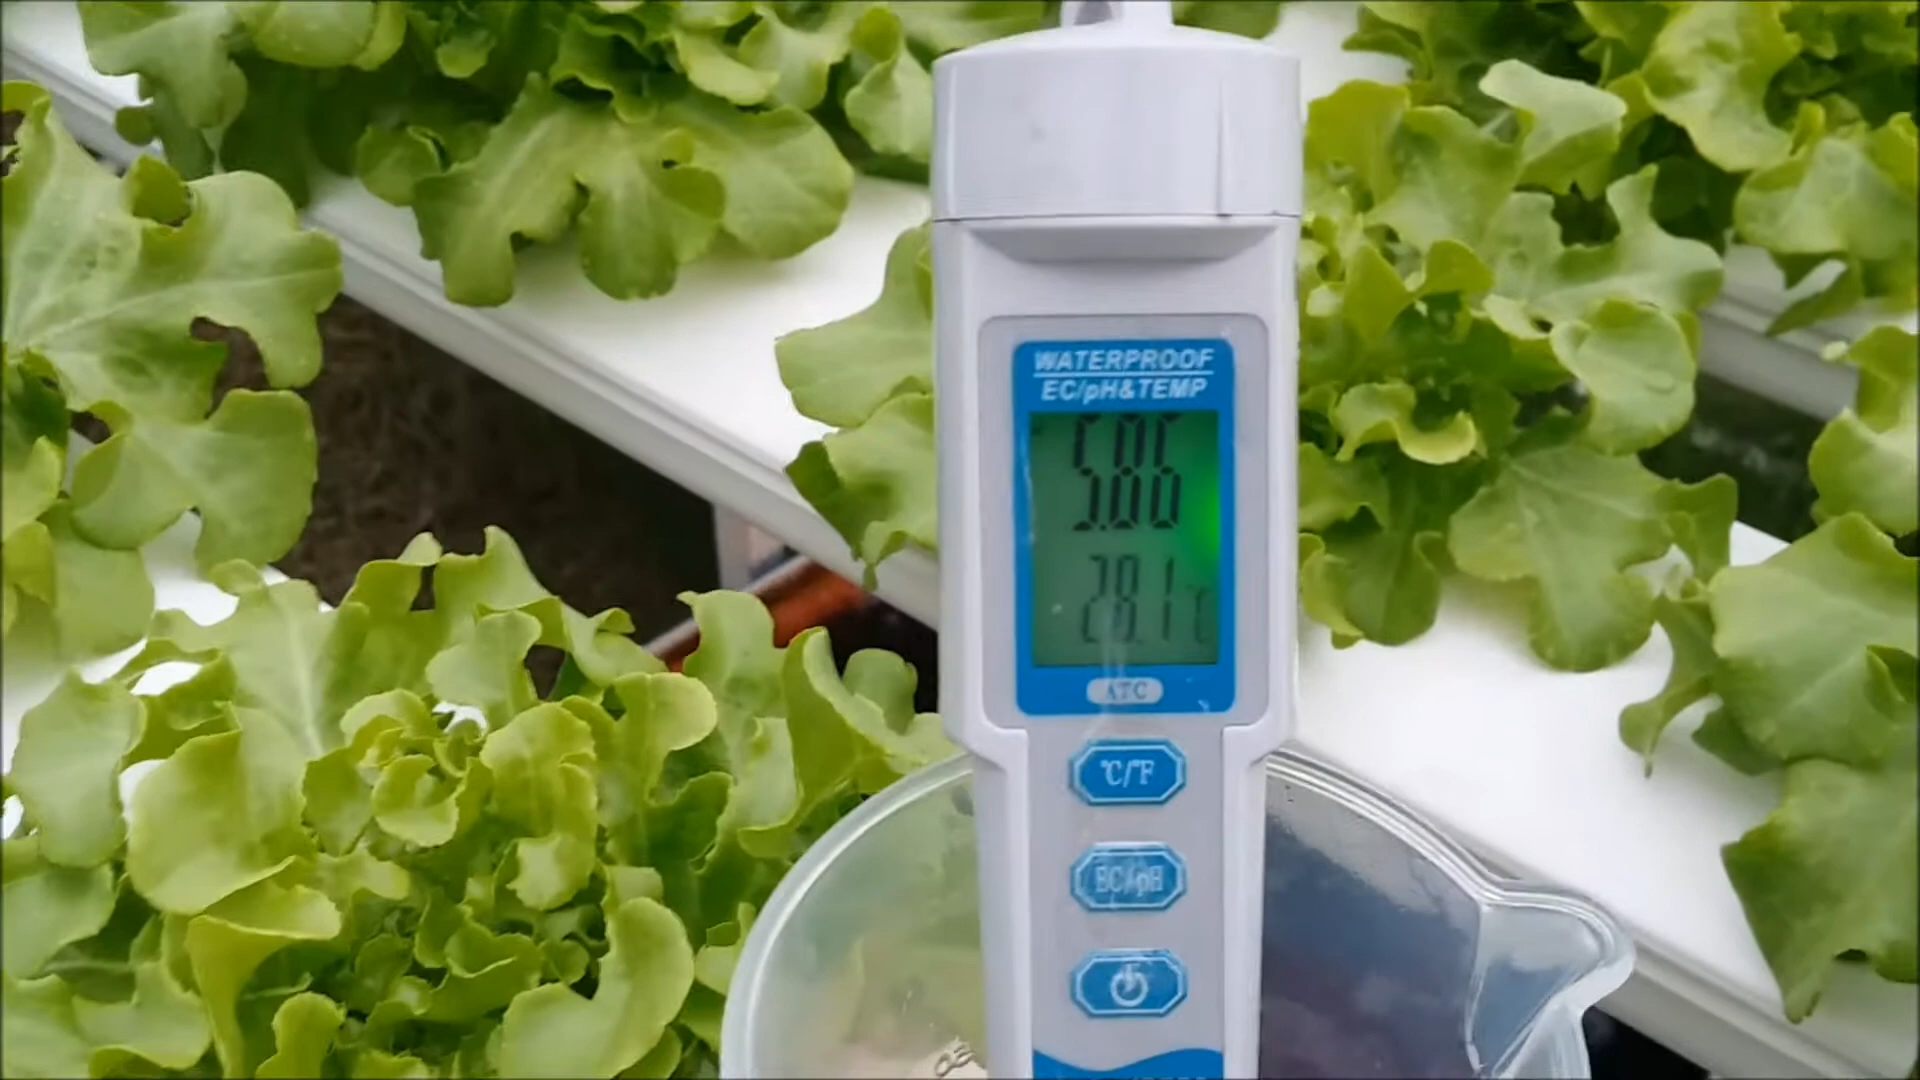 WATERPROOF
EC/pH&TEMP
5.86
28.1℃
ATC
℃/℉
EC/pH